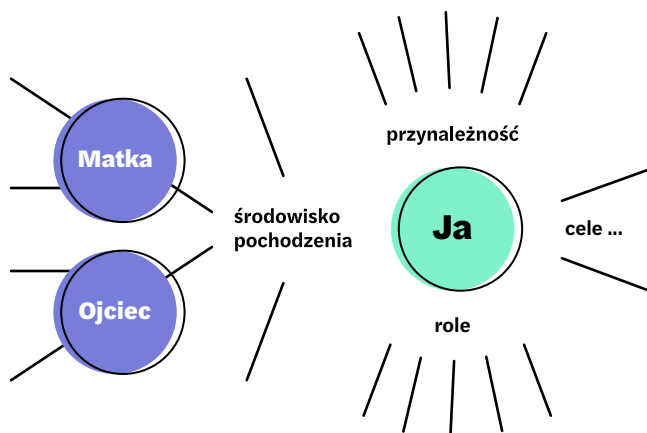 Matka
Ojciec
środowisko
pochodzenia
przynależność
Ja
cele ...
role